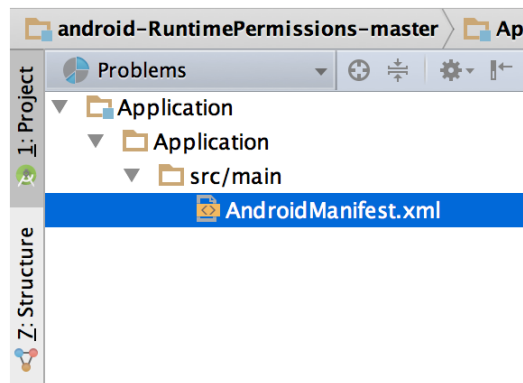 android-RuntimePermissions-master Ap
Problems
1: Project
Application
Application
src/main
AndroidManifest.xml
Z: Structure